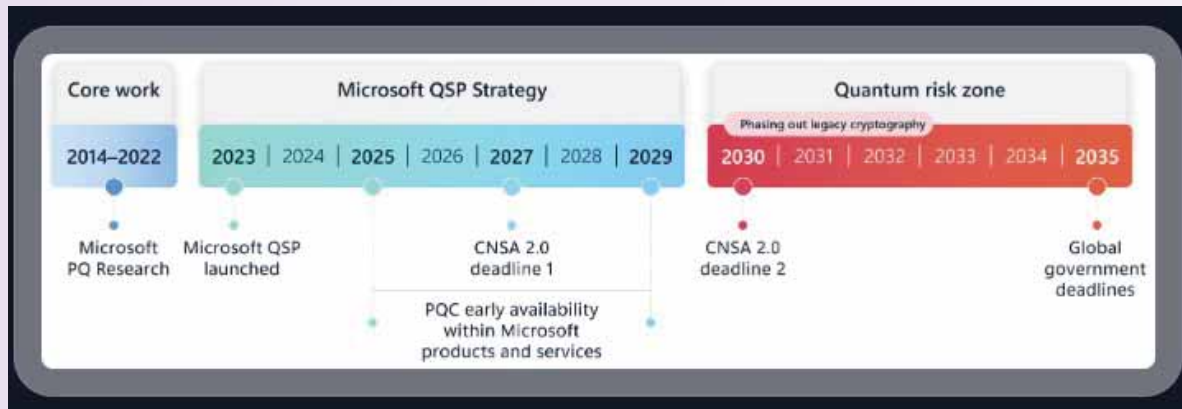 Core work
Microsoft QSP Strategy
Quantum risk zone
Phasing out legacy cryptography
2014–2022
2023 | 2024 | 2025 | 2026 | 2027 | 2028 | 2029
2030 | 2031 | 2032 | 2033 | 2034 | 2035
Microsoft
PQ Research
Microsoft QSP
launched
CNSA 2.0
deadline 1
PQC early availability
within Microsoft
products and services
CNSA 2.0
deadline 2
Global
government
deadlines